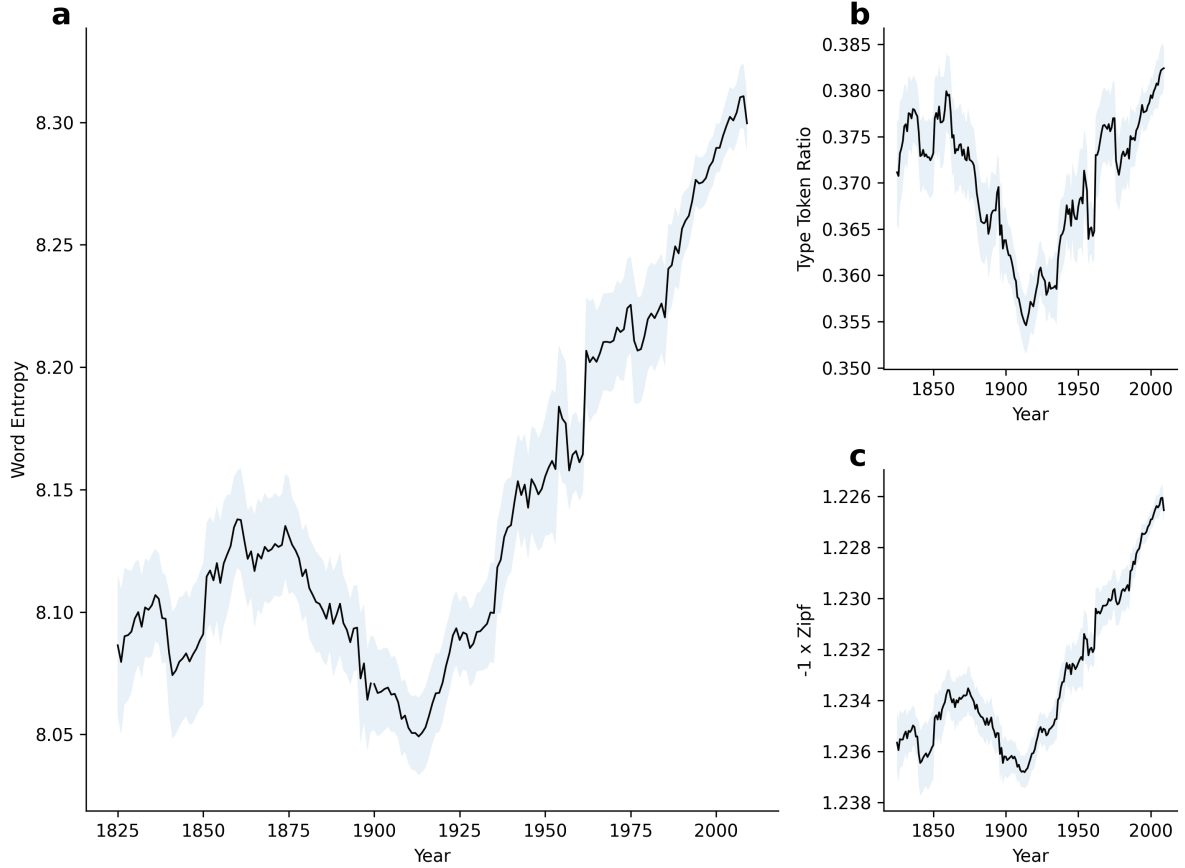 a
8.30
8.25
8.20
8.15
8.10
8.05
Word Entropy
1825 1850 1875 1900 1925 1950 1975 2000
Year
b
0.385
0.380
0.375
0.370
0.365
0.360
0.355
0.350
Type Token Ratio
1850 1900 1950 2000
Year
c
1.226
1.228
1.230
1.232
1.234
1.236
1.238
-1 x Zipf
1850 1900 1950 2000
Year